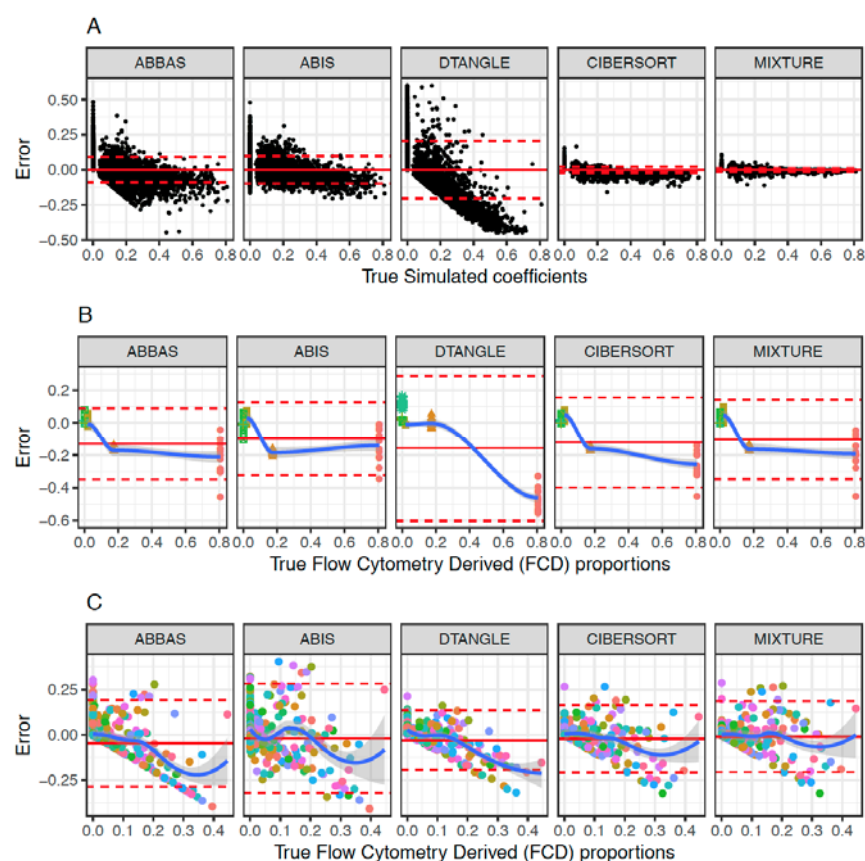 A
ABBAS ABIS DTANGLE CIBERSORT MIXTURE
Error
0.50
0.25
0.00
−0.25
−0.50
0.0 0.2 0.4 0.6 0.8 0.0 0.2 0.4 0.6 0.8 0.0 0.2 0.4 0.6 0.8 0.0 0.2 0.4 0.6 0.8 0.0 0.2 0.4 0.6 0.8
True Simulated coefficients
B
ABBAS ABIS DTANGLE CIBERSORT MIXTURE
Error
0.2
0.0
−0.2
−0.4
−0.6
0.0 0.2 0.4 0.6 0.8 0.0 0.2 0.4 0.6 0.8 0.0 0.2 0.4 0.6 0.8 0.0 0.2 0.4 0.6 0.8 0.0 0.2 0.4 0.6 0.8
True Flow Cytometry Derived (FCD) proportions
C
ABBAS ABIS DTANGLE CIBERSORT MIXTURE
Error
0.25
0.00
−0.25
0.0 0.1 0.2 0.3 0.4 0.0 0.1 0.2 0.3 0.4 0.0 0.1 0.2 0.3 0.4 0.0 0.1 0.2 0.3 0.4 0.0 0.1 0.2 0.3 0.4
True Flow Cytometry Derived (FCD) proportions